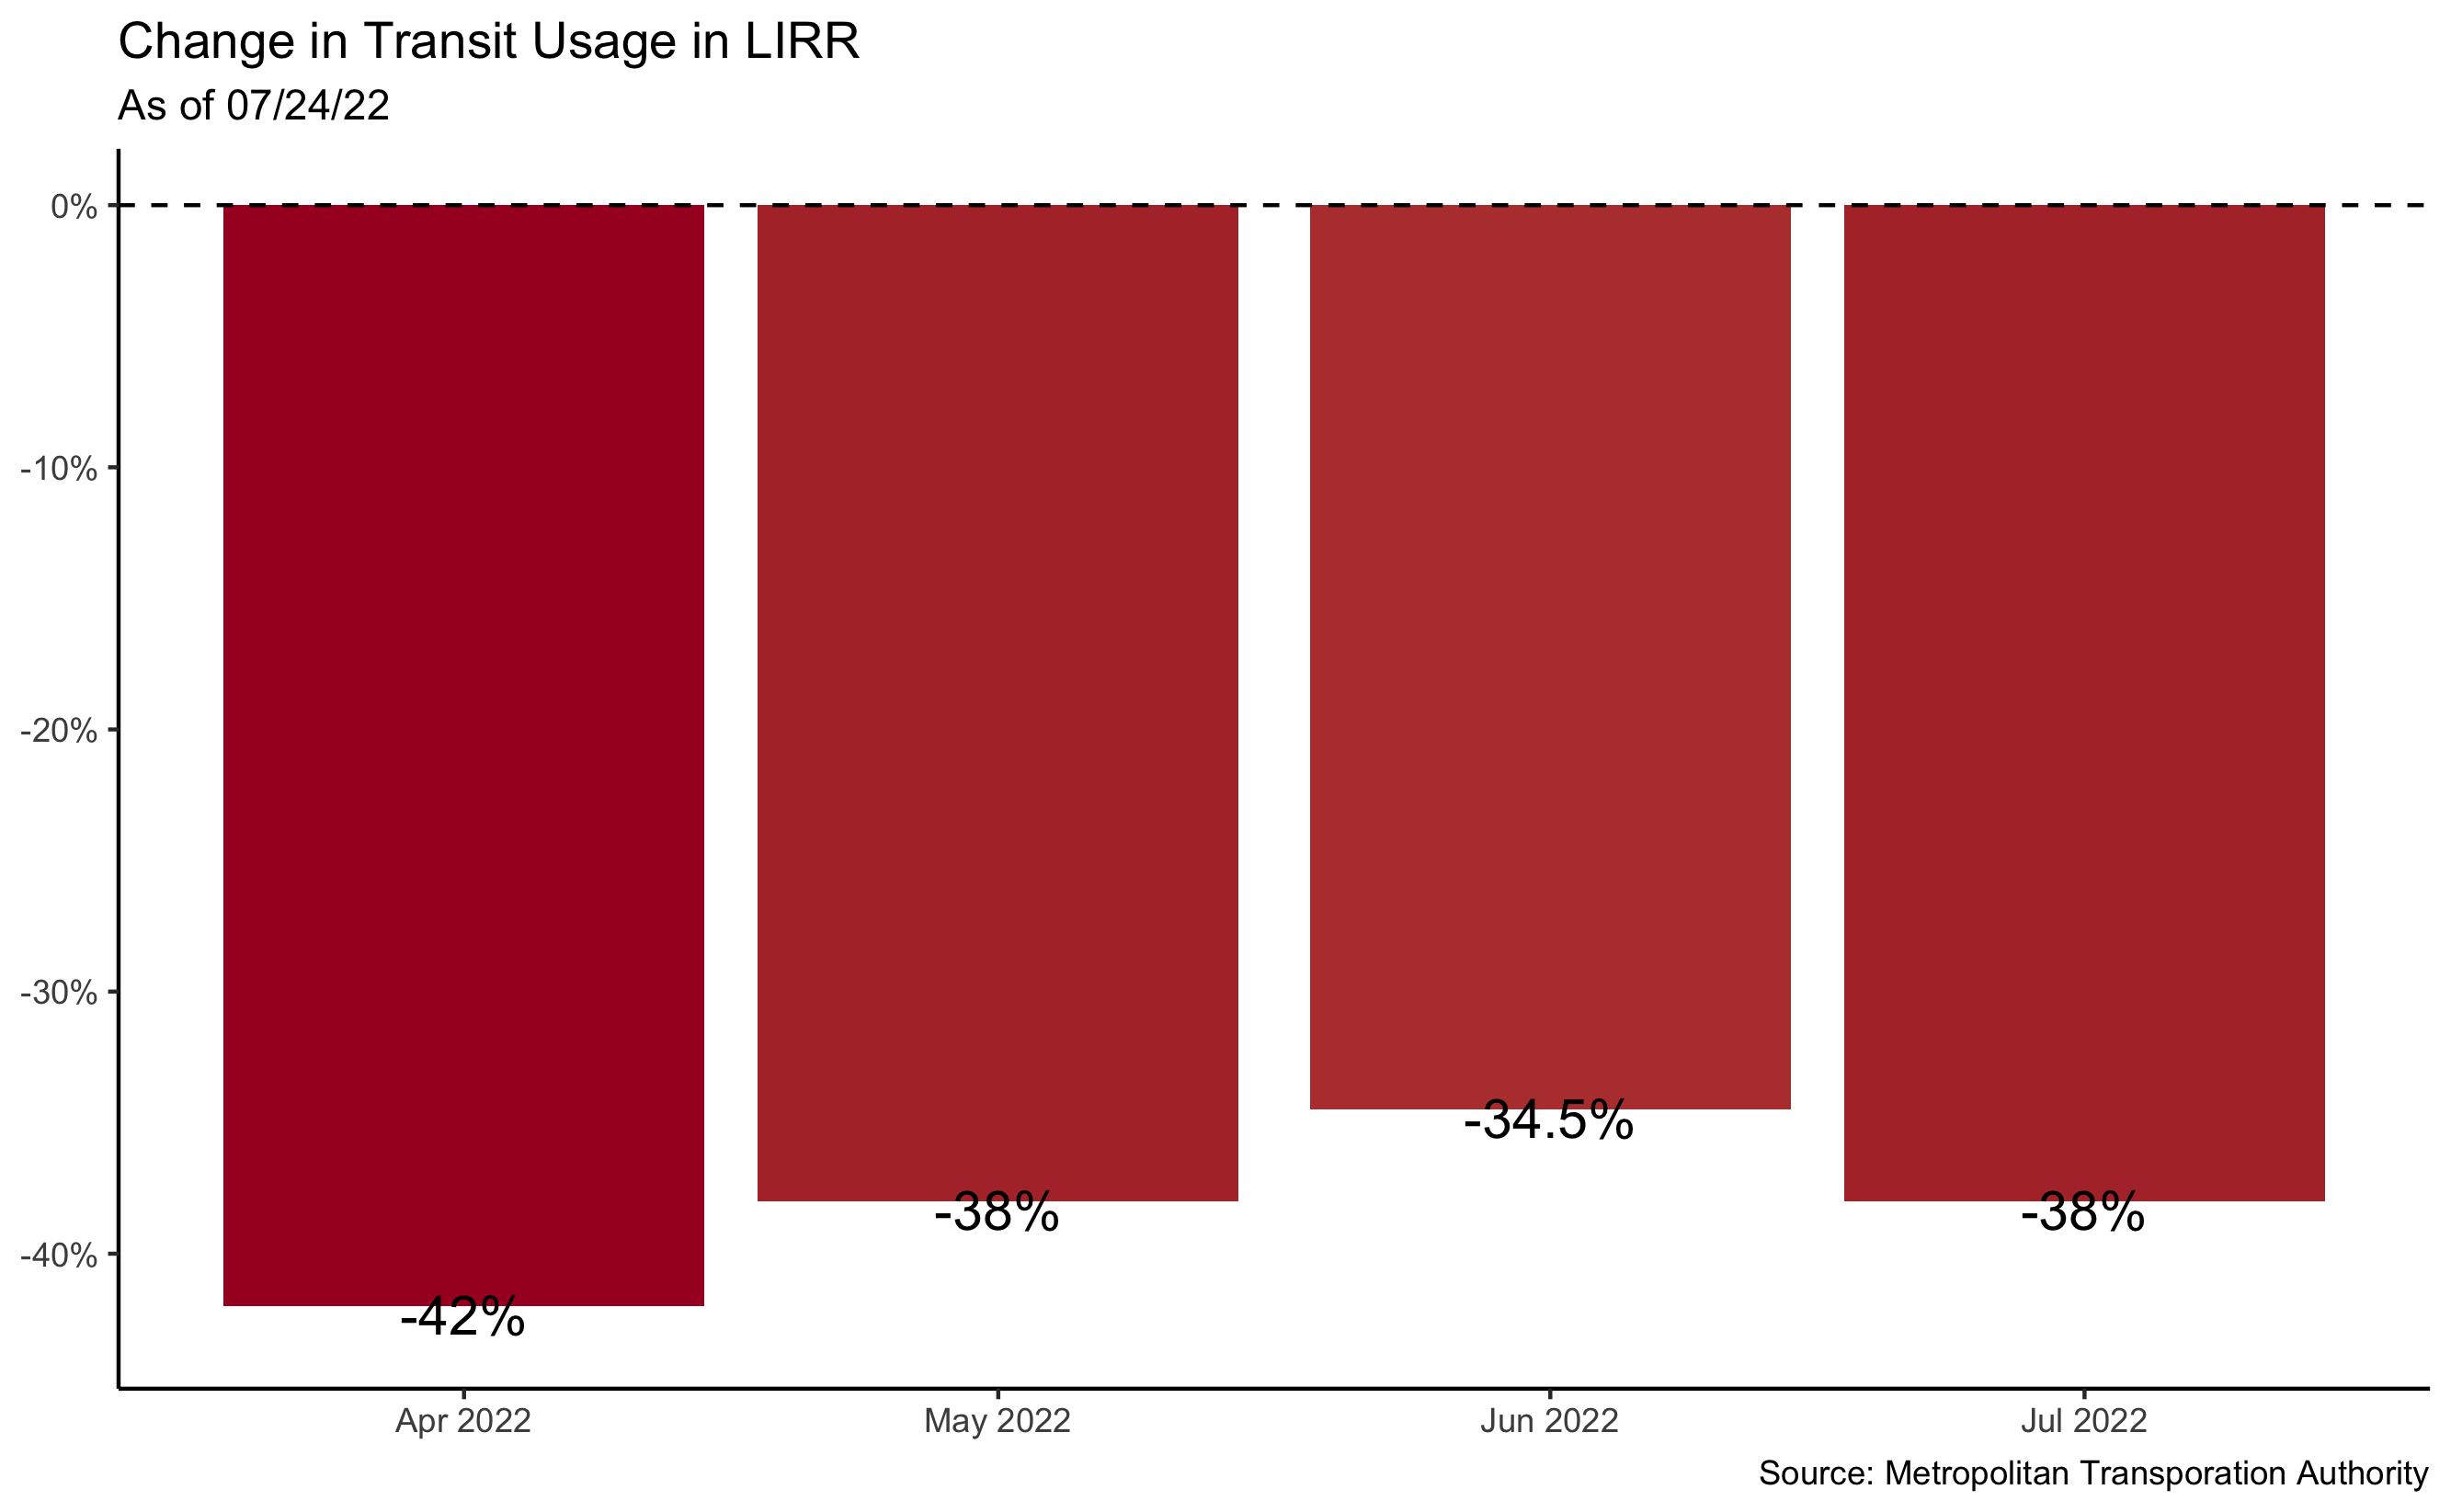 Change in Transit Usage in LIRR
As of 07/24/22
0%
-10%
-20%
-30%
-40%
-42%
-38%
-34.5%
-38%
Apr 2022
May 2022
Jun 2022
Jul 2022
Source: Metropolitan Transporation Authority